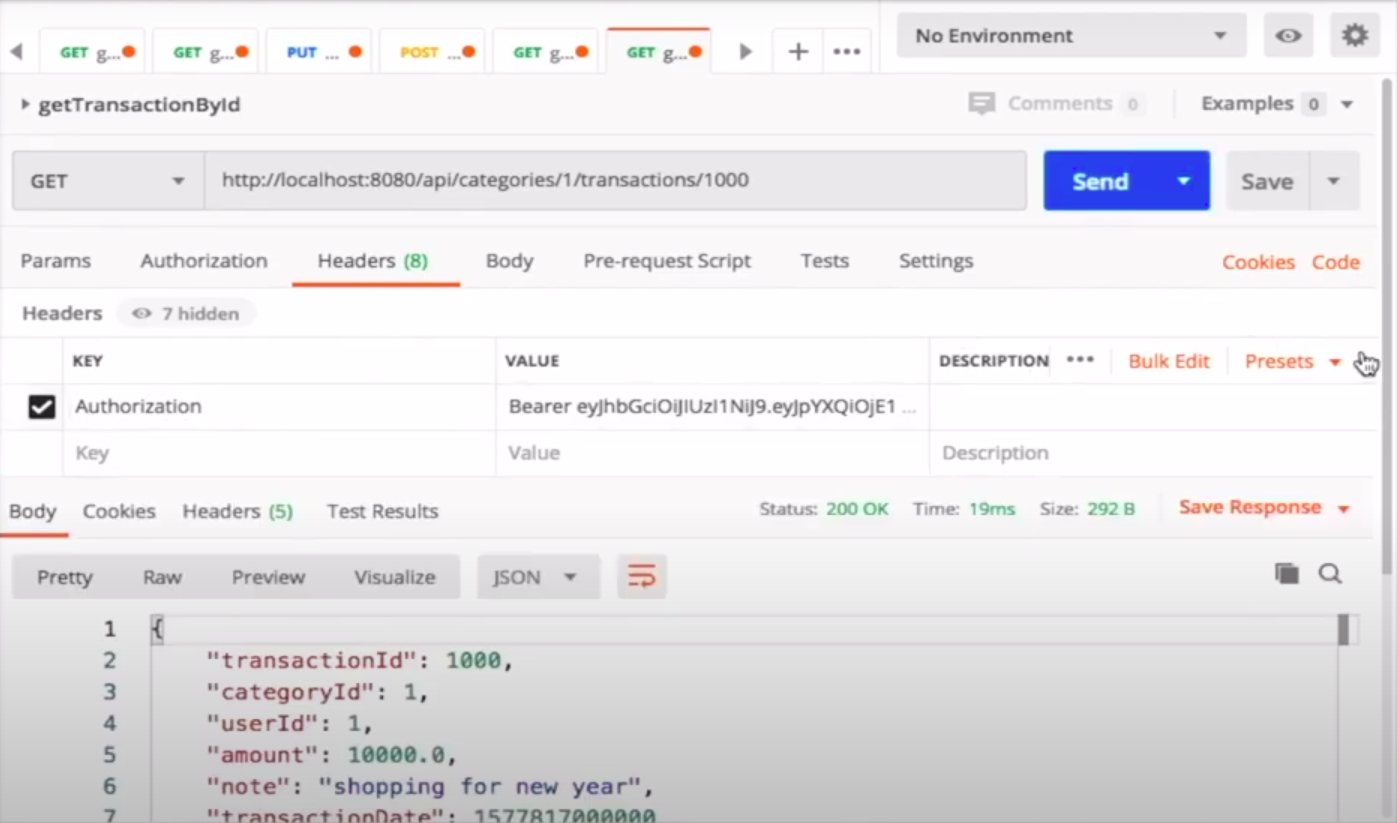 GET g... GET g... PUT ... POST ... GET g... GET g... No Environment
getTransactionById Comments 0 Examples 0
GET http://localhost:8080/api/categories/1/transactions/1000 Send Save
Params Authorization Headers (8) Body Pre-request Script Tests Settings Cookies Code
Headers 7 hidden
KEY VALUE DESCRIPTION Bulk Edit Presets
Authorization Bearer eyJhbGciOiJIUzI1NiJ9.eyJpYXQiOjE1 ...
Key Value Description
Body Cookies Headers (5) Test Results Status: 200 OK Time: 19ms Size: 292 B Save Response
Pretty Raw Preview Visualize JSON
1 {
2 "transactionId": 1000,
3 "categoryId": 1,
4 "userId": 1,
5 "amount": 10000.0,
6 "note": "shopping for new year",
7 "transactionDate": 1577817000000